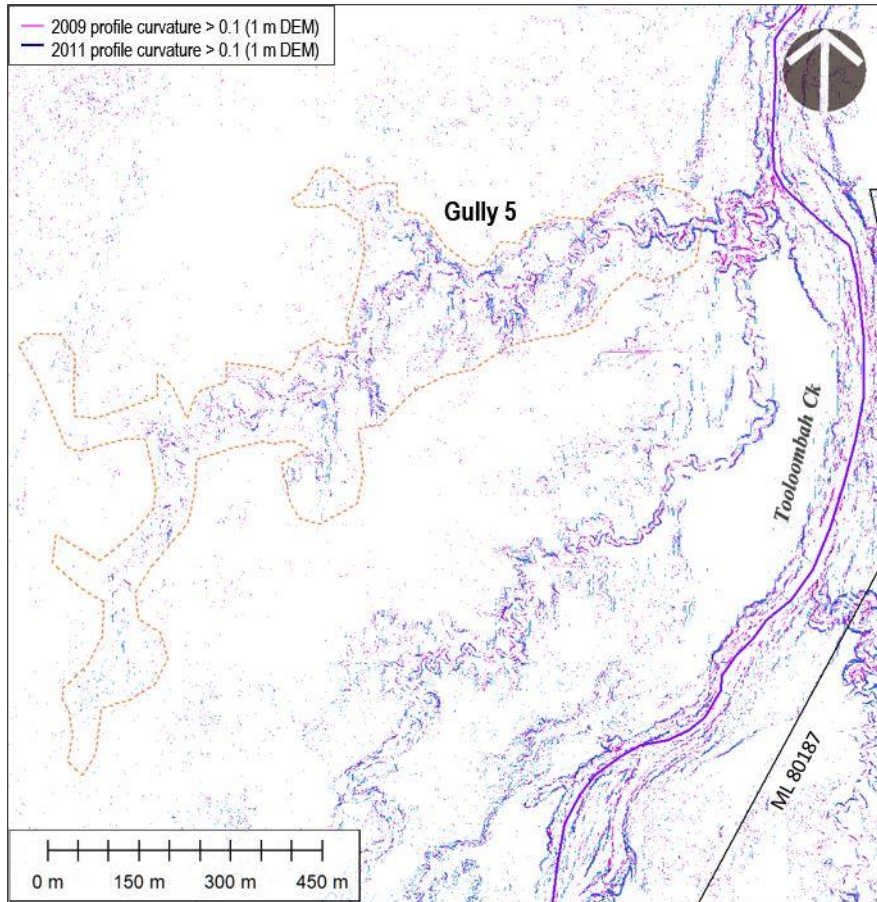 2009 profile curvature > 0.1 (1 m DEM)
2011 profile curvature > 0.1 (1 m DEM)
Gully 5
Tooloombah Ck
ML 80187
0 m 150 m 300 m 450 m